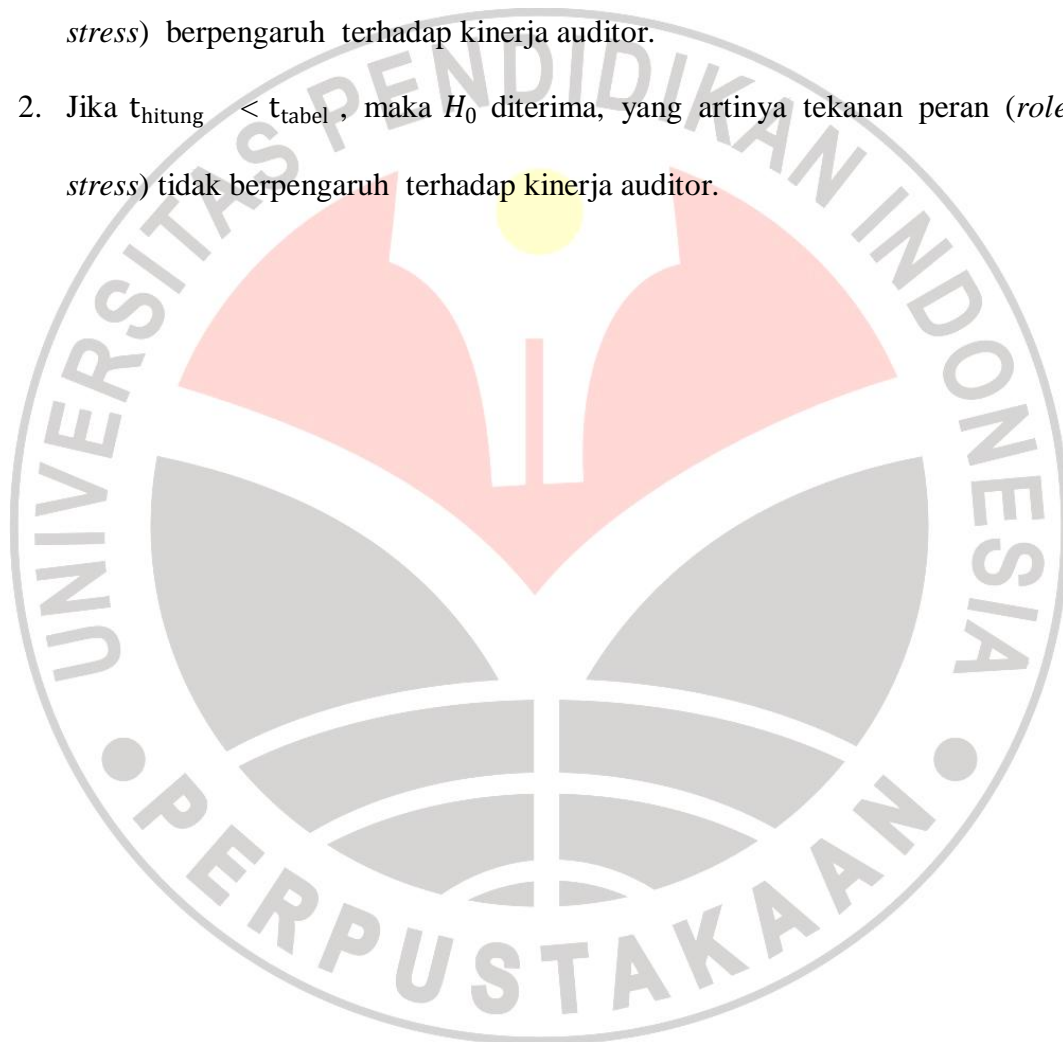 stress) berpengaruh terhadap kinerja auditor.
2. Jika t_hitung < t_tabel , maka H_0 diterima, yang artinya tekanan peran (role
stress) tidak berpengaruh terhadap kinerja auditor.
UNIVERSITAS PENDIDIKAN INDONESIA
PERPUSTAKAAN